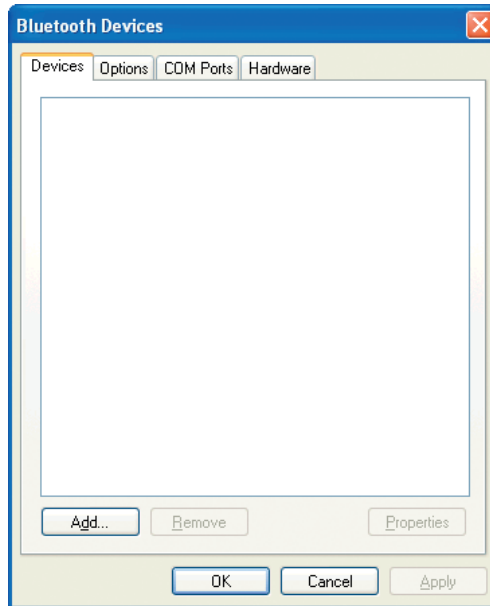 Bluetooth Devices
Devices Options COM Ports Hardware
Add... Remove Properties
OK Cancel Apply